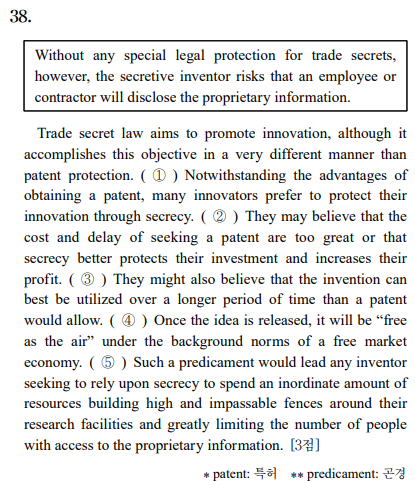 38.
Without any special legal protection for trade secrets,
however, the secretive inventor risks that an employee or
contractor will disclose the proprietary information.
Trade secret law aims to promote innovation, although it
accomplishes this objective in a very different manner than
patent protection. ( ① ) Notwithstanding the advantages of
obtaining a patent, many innovators prefer to protect their
innovation through secrecy. ( ② ) They may believe that the
cost and delay of seeking a patent are too great or that
secrecy better protects their investment and increases their
profit. ( ③ ) They might also believe that the invention can
best be utilized over a longer period of time than a patent
would allow. ( ④ ) Once the idea is released, it will be “free
as the air” under the background norms of a free market
economy. ( ⑤ ) Such a predicament would lead any inventor
seeking to rely upon secrecy to spend an inordinate amount of
resources building high and impassable fences around their
research facilities and greatly limiting the number of people
with access to the proprietary information. [3점]
* patent: 특허 ** predicament: 곤경